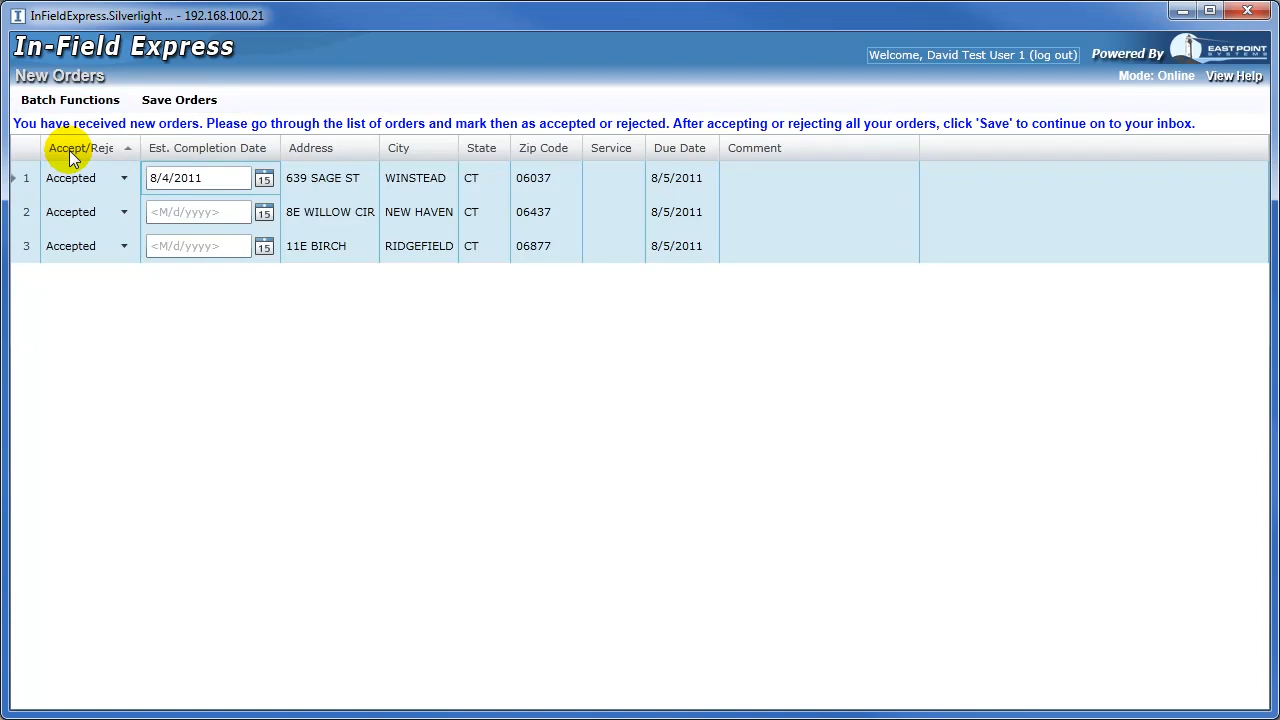 InFieldExpress.Silverlight ... - 192.168.100.21
In-Field Express
Welcome, David Test User 1 (log out)
Powered By
EAST POINT
SYSTEMS
New Orders
Mode: Online
View Help
Batch Functions Save Orders
You have received new orders. Please go through the list of orders and mark then as accepted or rejected. After accepting or rejecting all your orders, click 'Save' to continue on to your inbox.
Accept/Reje Est. Completion Date Address City State Zip Code Service Due Date Comment
1 Accepted 8/4/2011 15 639 SAGE ST WINSTEAD CT 06037 8/5/2011
2 Accepted <M/d/yyyy> 15 8E WILLOW CIR NEW HAVEN CT 06437 8/5/2011
3 Accepted <M/d/yyyy> 15 11E BIRCH RIDGEFIELD CT 06877 8/5/2011